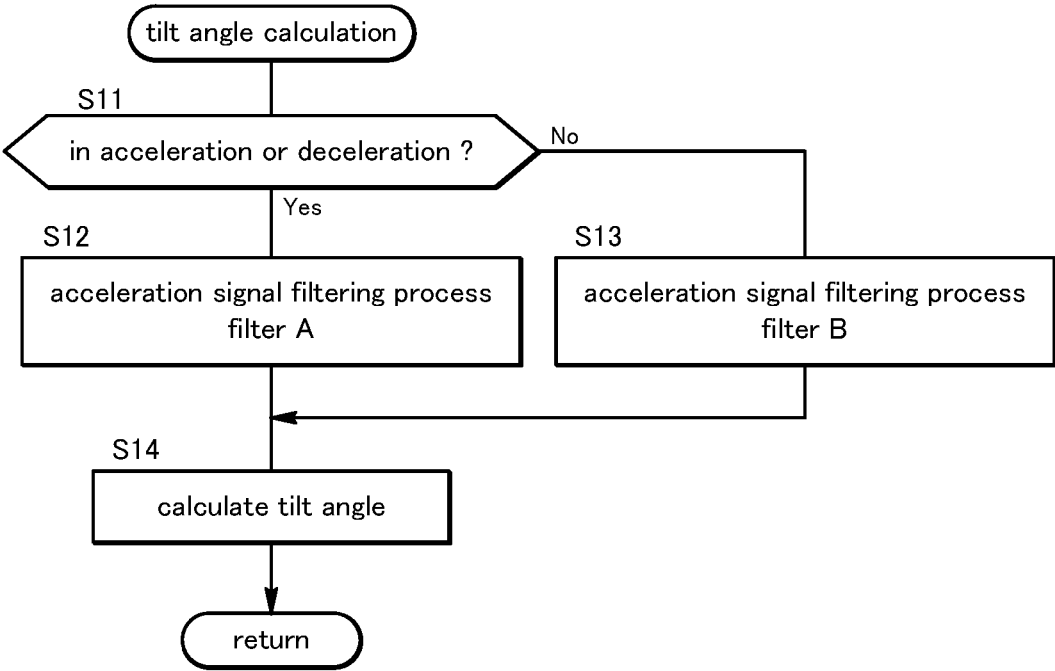 tilt angle calculation
S11
in acceleration or deceleration ?
No
Yes
S12
acceleration signal filtering process
filter A
S13
acceleration signal filtering process
filter B
S14
calculate tilt angle
return